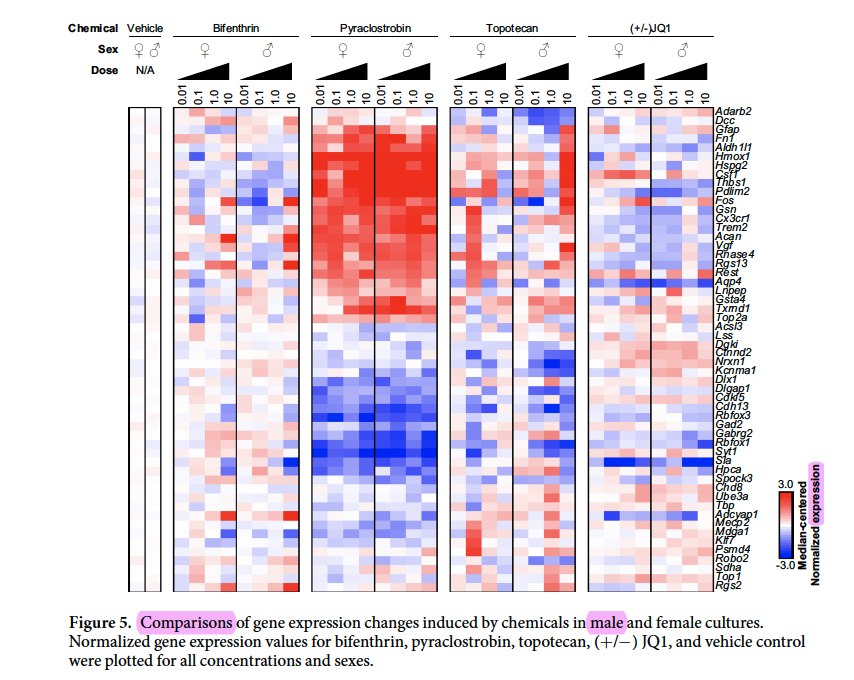 Chemical Vehicle Bifenthrin Pyraclostrobin Topotecan (+/-)JQ1
Sex ♀ ♂ ♀ ♂ ♀ ♂ ♀ ♂ ♀ ♂
Dose N/A
0.01 0.1 1.0 10 0.01 0.1 1.0 10 0.01 0.1 1.0 10 0.01 0.1 1.0 10 0.01 0.1 1.0 10 0.01 0.1 1.0 10 0.01 0.1 1.0 10 0.01 0.1 1.0 10
Adarb2
Dcc
Gfap
Fn1
Aldh1l1
Hmox1
Hspg2
Csf1
Thbs1
Pdlim2
Fos
Gsn
Cx3cr1
Trem2
Acan
Vgf
Rnase4
Rgs13
Rest
Aqp4
Lnpep
Gsta4
Txnrd1
Top2a
Acsl3
Lss
Dgki
Ctnnd2
Nrxn1
Kcnma1
Dlx1
Dlgap1
Cdkl5
Cdh13
Rbfox3
Gad2
Gabrg2
Rbfox1
Syt1
Sla
Hpca
Spock3
Chd8
Ube3a
Tbp
Adcyap1
Mecp2
Mdga1
Klf7
Psmd4
Robo2
Sdha
Top1
Rgs2
3.0
-3.0
Median-centered
Normalized expression
Figure 5. Comparisons of gene expression changes induced by chemicals in male and female cultures.
Normalized gene expression values for bifenthrin, pyraclostrobin, topotecan, (+/−) JQ1, and vehicle control
were plotted for all concentrations and sexes.